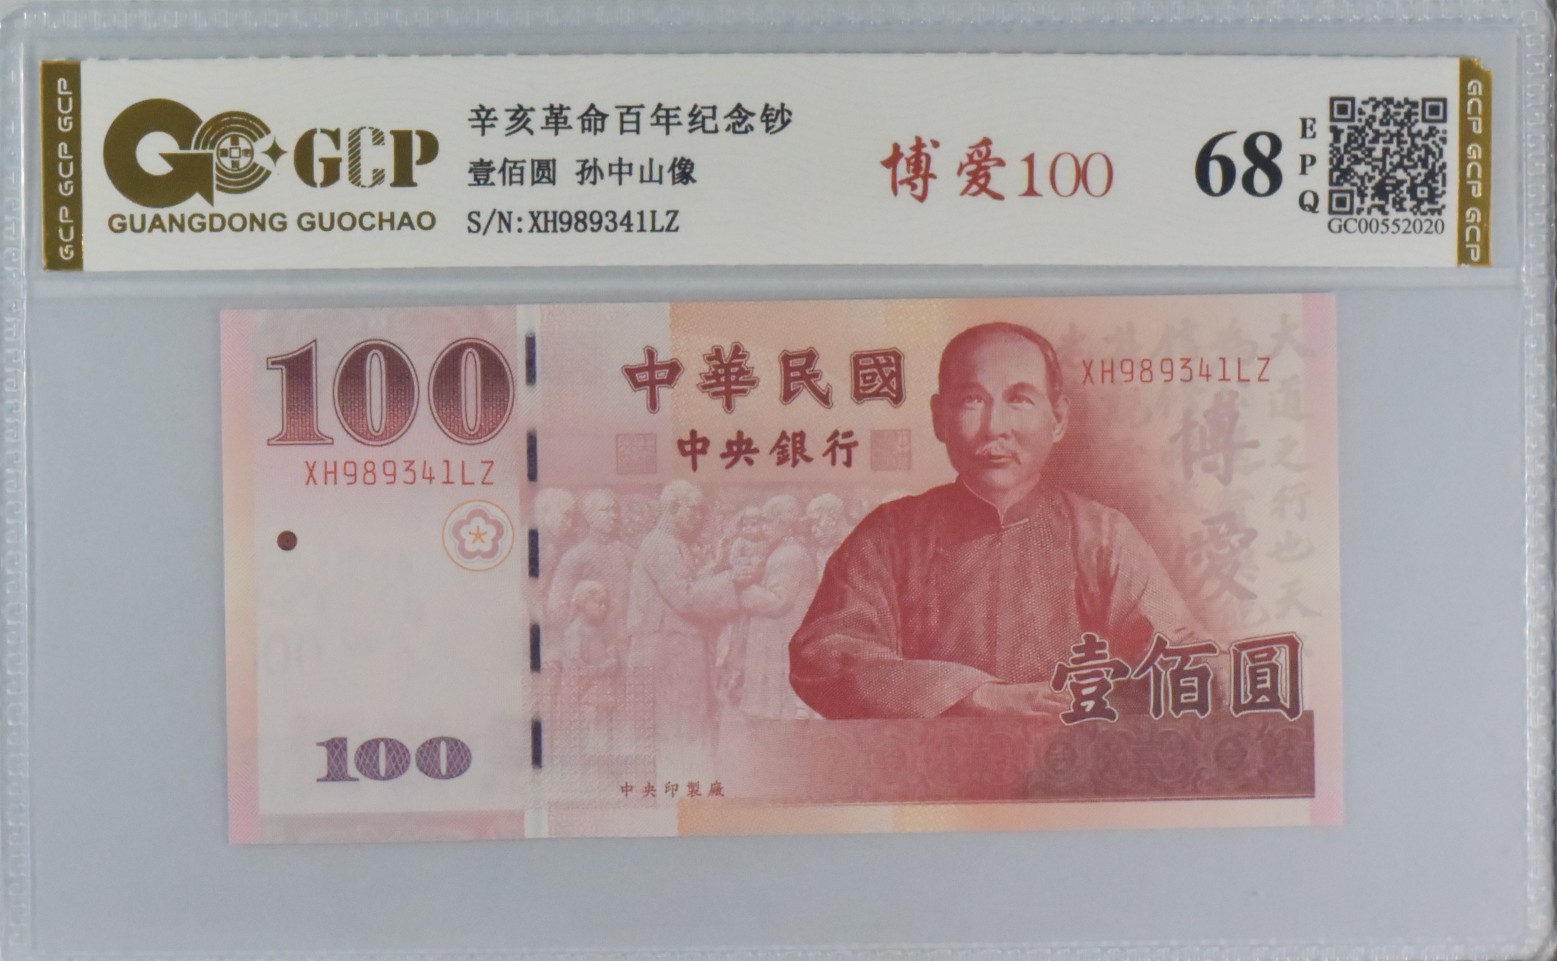 GCP GCP GCP
GCP
GUANGDONG GUOCHAO
辛亥革命百年纪念钞
壹佰圆 孙中山像
S/N:XH989341LZ
博爱100
68
EPQ
GC00552020
GCP GCP GCP
100
中華民國
XH989341LZ
中央銀行
XH989341LZ
大道之行也天
博愛
壹佰圓
100
中央印製廠